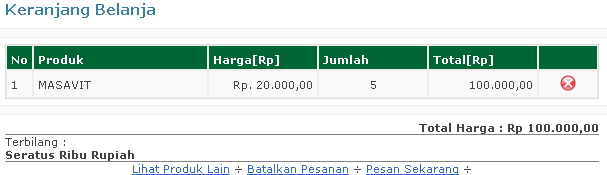 Keranjang Belanja
No Produk Harga[Rp] Jumlah Total[Rp]
1 MASAVIT Rp. 20.000,00 5 100.000,00
Total Harga : Rp 100.000,00
Terbilang :
Seratus Ribu Rupiah
Lihat Produk Lain ÷ Batalkan Pesanan ÷ Pesan Sekarang ÷